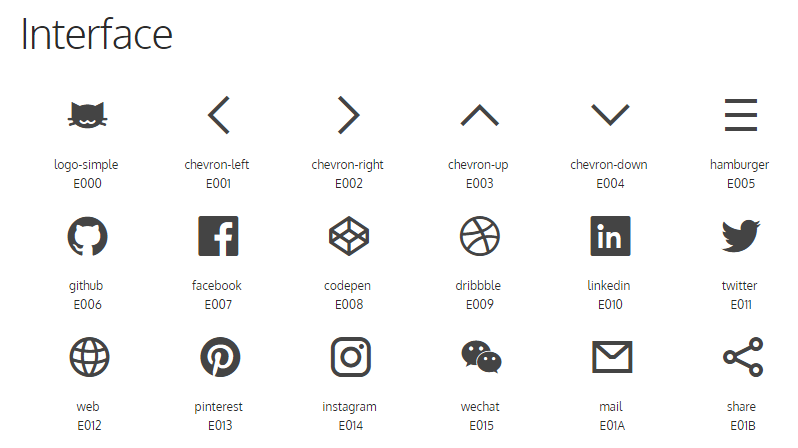 Interface
logo-simple chevron-left chevron-right chevron-up chevron-down hamburger
E000 E001 E002 E003 E004 E005
github facebook codepen dribbble linkedin twitter
E006 E007 E008 E009 E010 E011
web pinterest instagram wechat mail share
E012 E013 E014 E015 E01A E01B